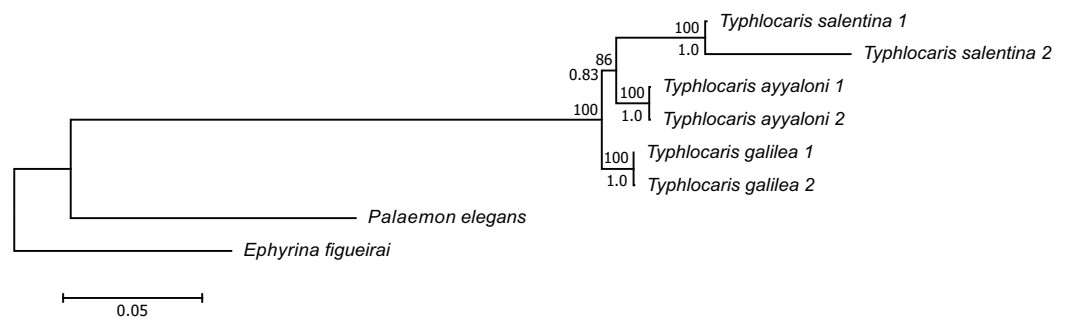 100
Typhlocaris salentina 1
1.0
Typhlocaris salentina 2
86
0.83
100
Typhlocaris ayyaloni 1
1.0
Typhlocaris ayyaloni 2
100
100
Typhlocaris galilea 1
1.0
Typhlocaris galilea 2
Palaemon elegans
Ephyrina figueirai
0.05